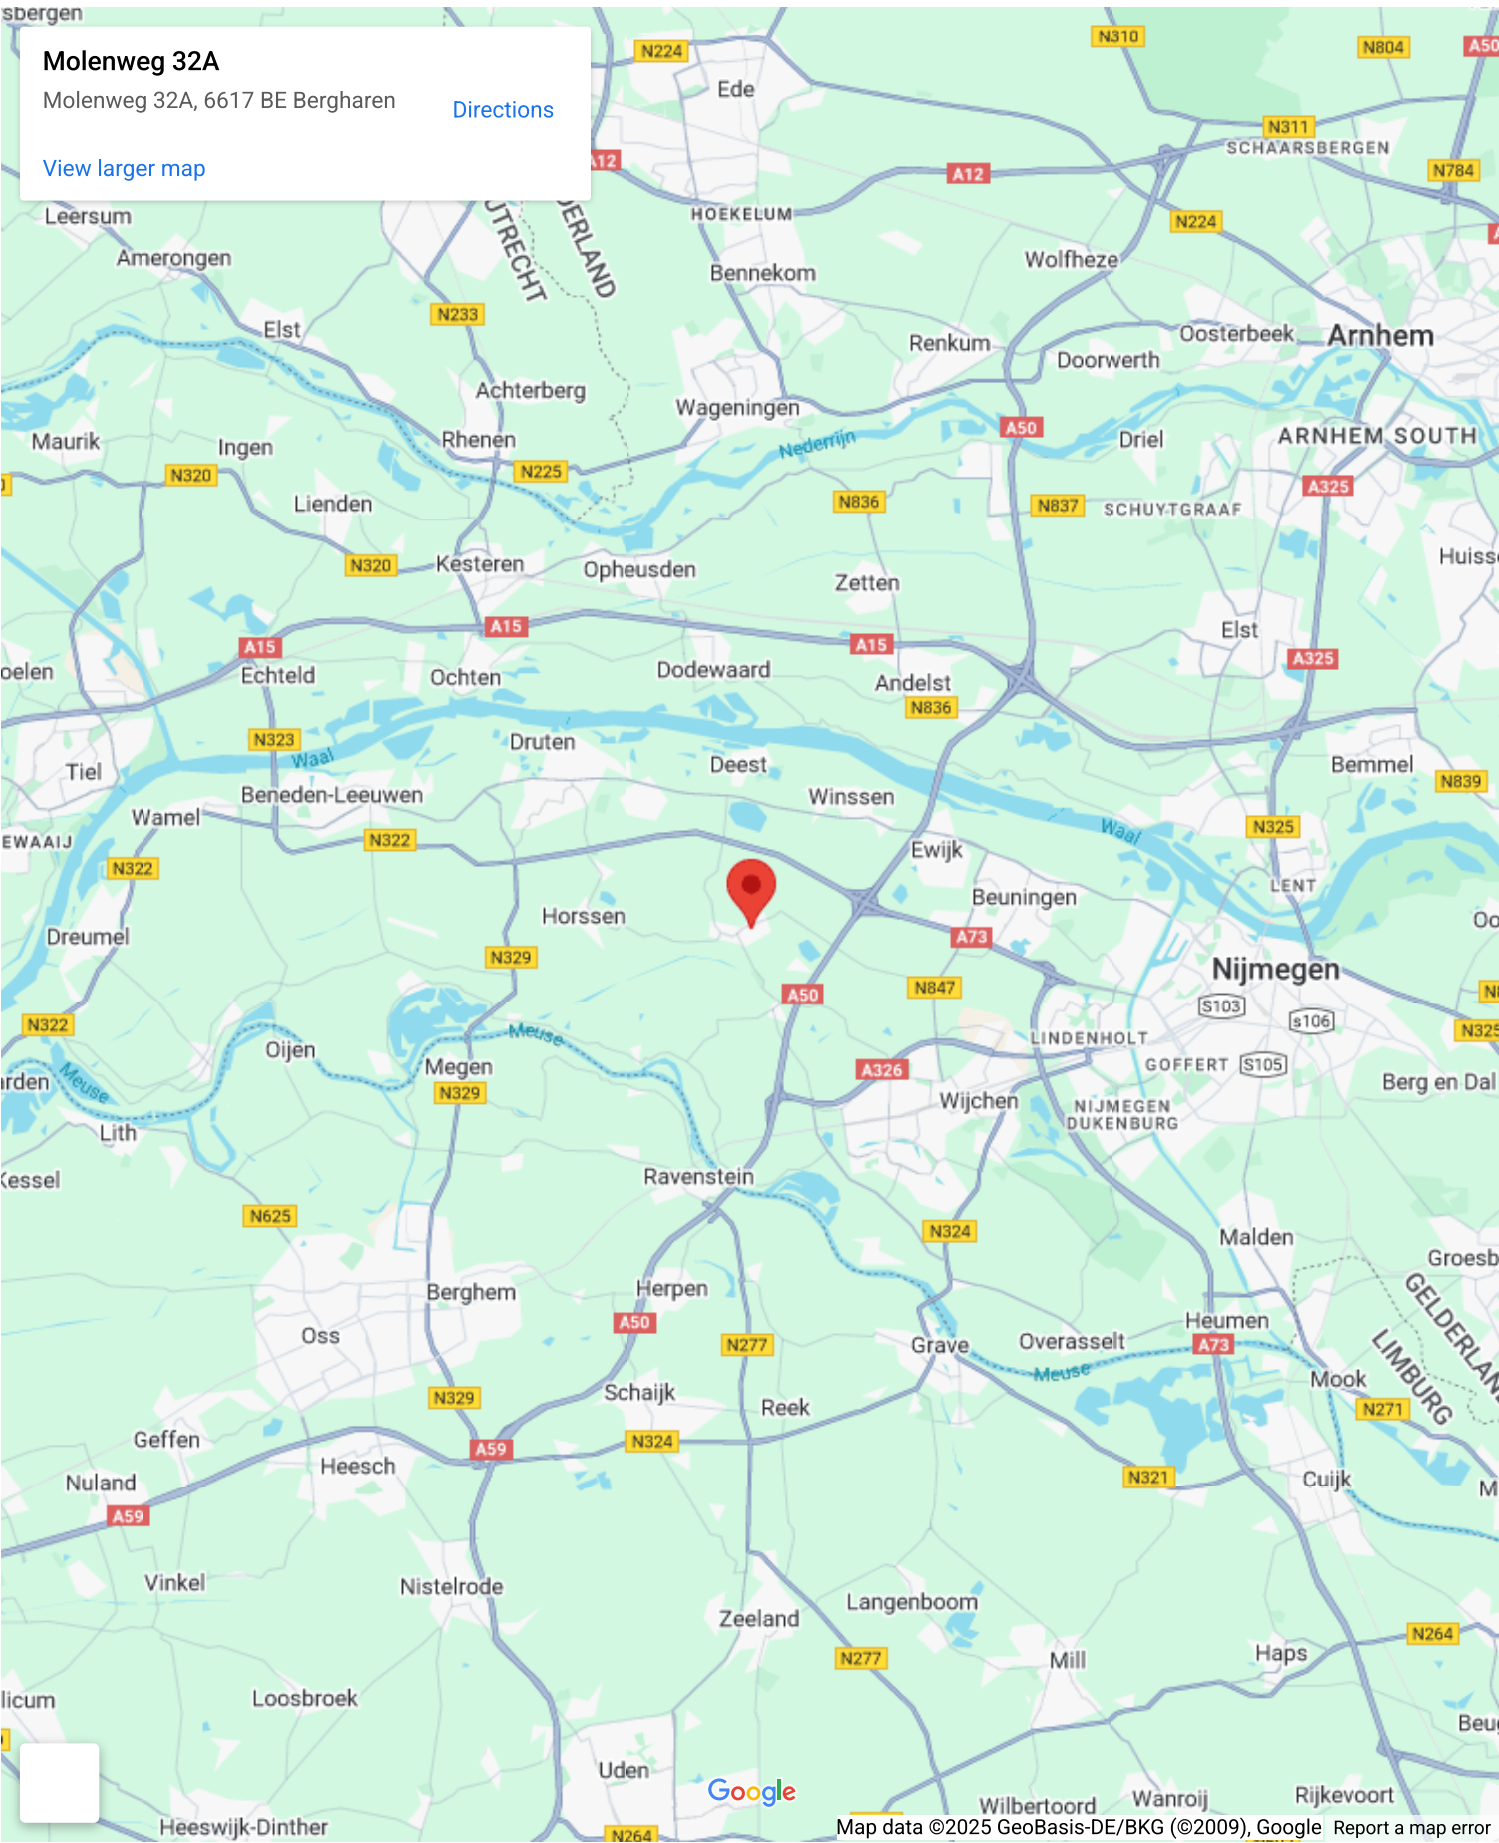 sbergen
Molenweg 32A
Molenweg 32A, 6617 BE Bergharen
Directions
View larger map
N224
N310
N804
A50
Ede
N311
SCHAARSBERGEN
A12
A12
N784
Leersum
HOEKELUM
N224
UTRECHT
DERLAND
Amerongen
Bennekom
Wolfheze
N233
Elst
Renkum
Oosterbeek
Arnhem
Doorwerth
Achterberg
Wageningen
A50
Maurik
Ingen
Rhenen
Nederrijn
Driel
ARNHEM SOUTH
N320
N225
A325
Lienden
N836
N837
SCHUYTGRAAF
N320
Kesteren
Opheusden
Zetten
Huiss
A15
A15
A15
Elst
A325
oelen
Echteld
Ochten
Dodewaard
Andelst
N836
N323
Waal
Druten
Deest
Bemmel
Tiel
N839
Beneden-Leeuwen
Winssen
Wamel
Waal
N325
EWAAIJ
N322
Ewijk
N322
LENT
Beuningen
Horssen
Oo
Dreumel
A73
N329
Nijmegen
A50
N847
S103
s106
N322
N325
Meuse
LINDENHOLT
Oijen
Megen
A326
GOFFERT
S105
arden
Meuse
N329
Berg en Dal
Wijchen
NIJMEGEN
DUKENBURG
Lith
Kessel
Ravenstein
N625
N324
Malden
Groesb
Berghem
Herpen
GELDERLAN
Oss
A50
Heumen
N277
Grave
Overasselt
A73
LIMBURG
Meuse
Mook
N329
Schaijk
Reek
N271
Geffen
A59
N324
Heesch
Nuland
N321
Cuijk
M
A59
Vinkel
Nistelrode
Langenboom
Zeeland
N264
N277
Mill
Haps
licum
Loosbroek
Beug
Uden
Google
Wilbertoord
Wanroij
Rijkevoort
Heeswijk-Dinther
N264
Map data ©2025 GeoBasis-DE/BKG (©2009), Google
Report a map error